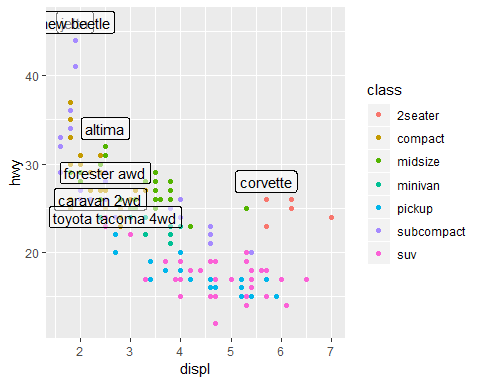 new beetle
altima
forester awd
caravan 2wd
toyota tacoma 4wd
corvette
hwy
40
30
20
2
3
4
5
6
7
displ
class
2seater
compact
midsize
minivan
pickup
subcompact
suv